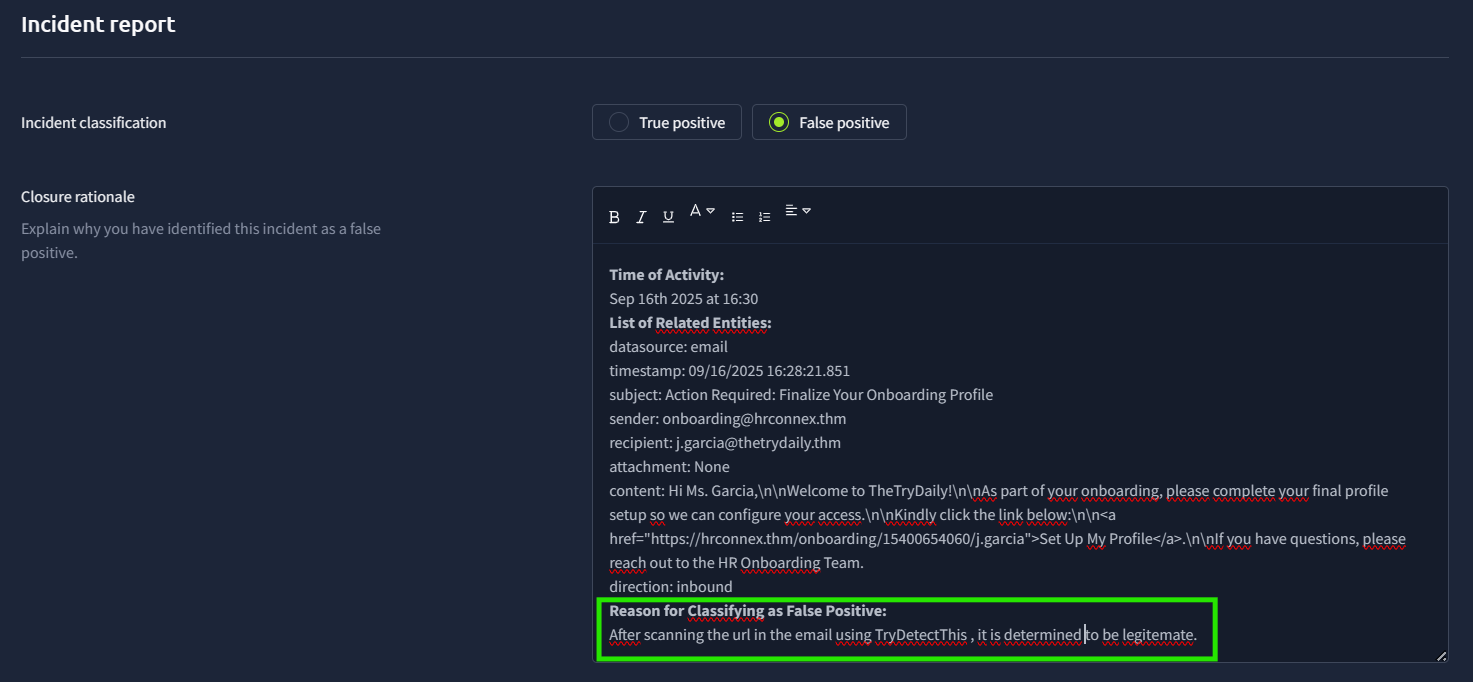 Incident report
Incident classification
True positive
False positive
Closure rationale
Explain why you have identified this incident as a false
positive.
B I U A
Time of Activity:
Sep 16th 2025 at 16:30
List of Related Entities:
datasource: email
timestamp: 09/16/2025 16:28:21.851
subject: Action Required: Finalize Your Onboarding Profile
sender: onboarding@hrconnex.thm
recipient: j.garcia@thetrydaily.thm
attachment: None
content: Hi Ms. Garcia,\n\nWelcome to TheTryDaily!\n\nAs part of your onboarding, please complete your final profile
setup so we can configure your access.\n\nKindly click the link below:\n\n<a
href="https://hrconnex.thm/onboarding/15400654060/j.garcia">Set Up My Profile</a>.\n\nIf you have questions, please
reach out to the HR Onboarding Team.
direction: inbound
Reason for Classifying as False Positive:
After scanning the url in the email using TryDetectThis , it is determined to be legitemate.